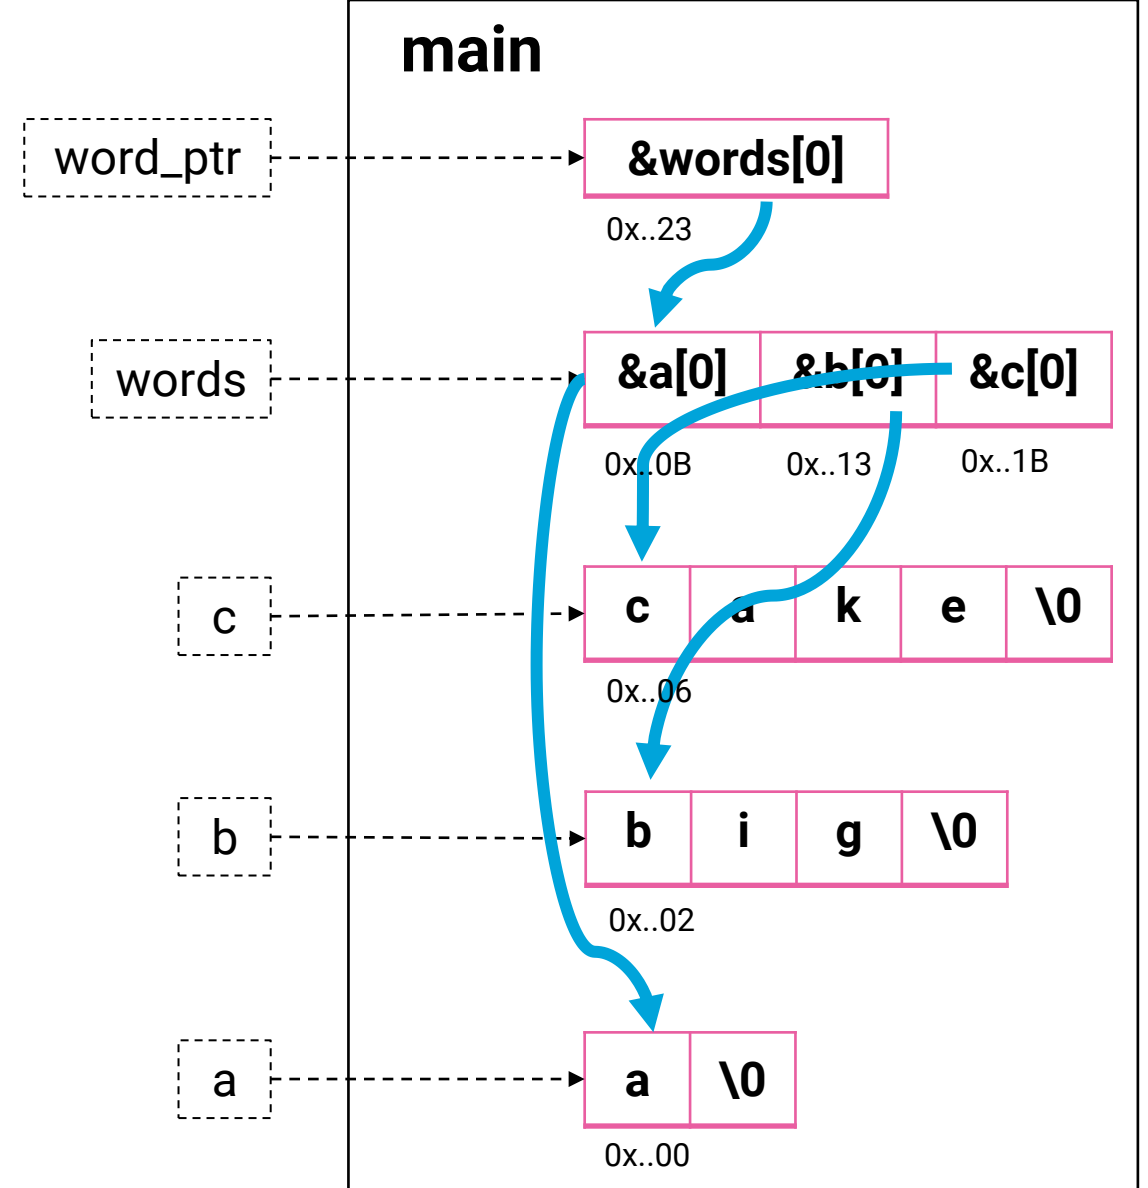 main
word_ptr &words[0]
0x..23
words &a[0] &b[0] &c[0]
0x..0B 0x..13 0x..1B
c c a k e \0
0x..06
b b i g \0
0x..02
a a \0
0x..00